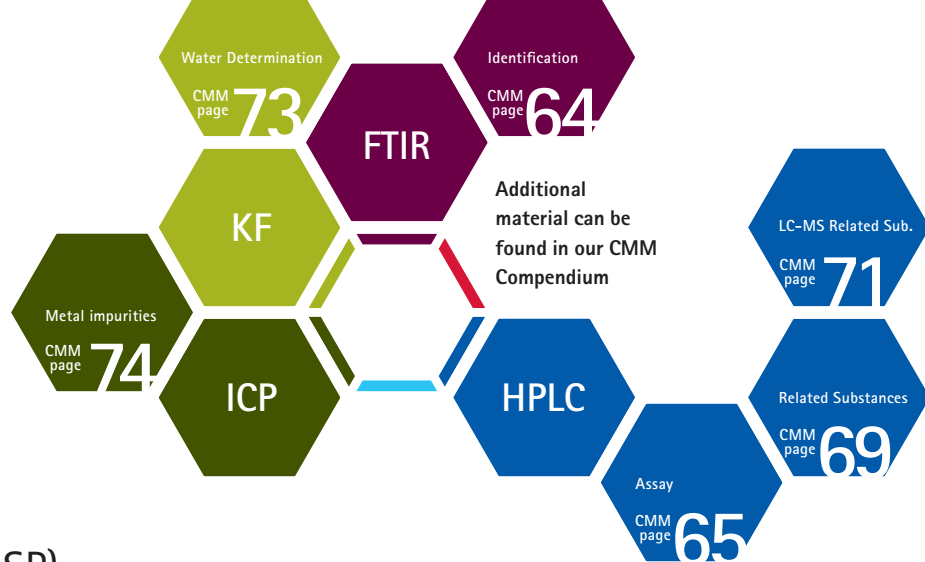 Water Determination
CMM
page 73
Identification
CMM
page 64
FTIR
Additional
material can be
found in our CMM
Compendium
KF
LC-MS Related Sub.
CMM
page 71
Metal impurities
CMM
page 74
ICP
HPLC
Related Substances
CMM
page 69
Assay
CMM
page 65
SP)